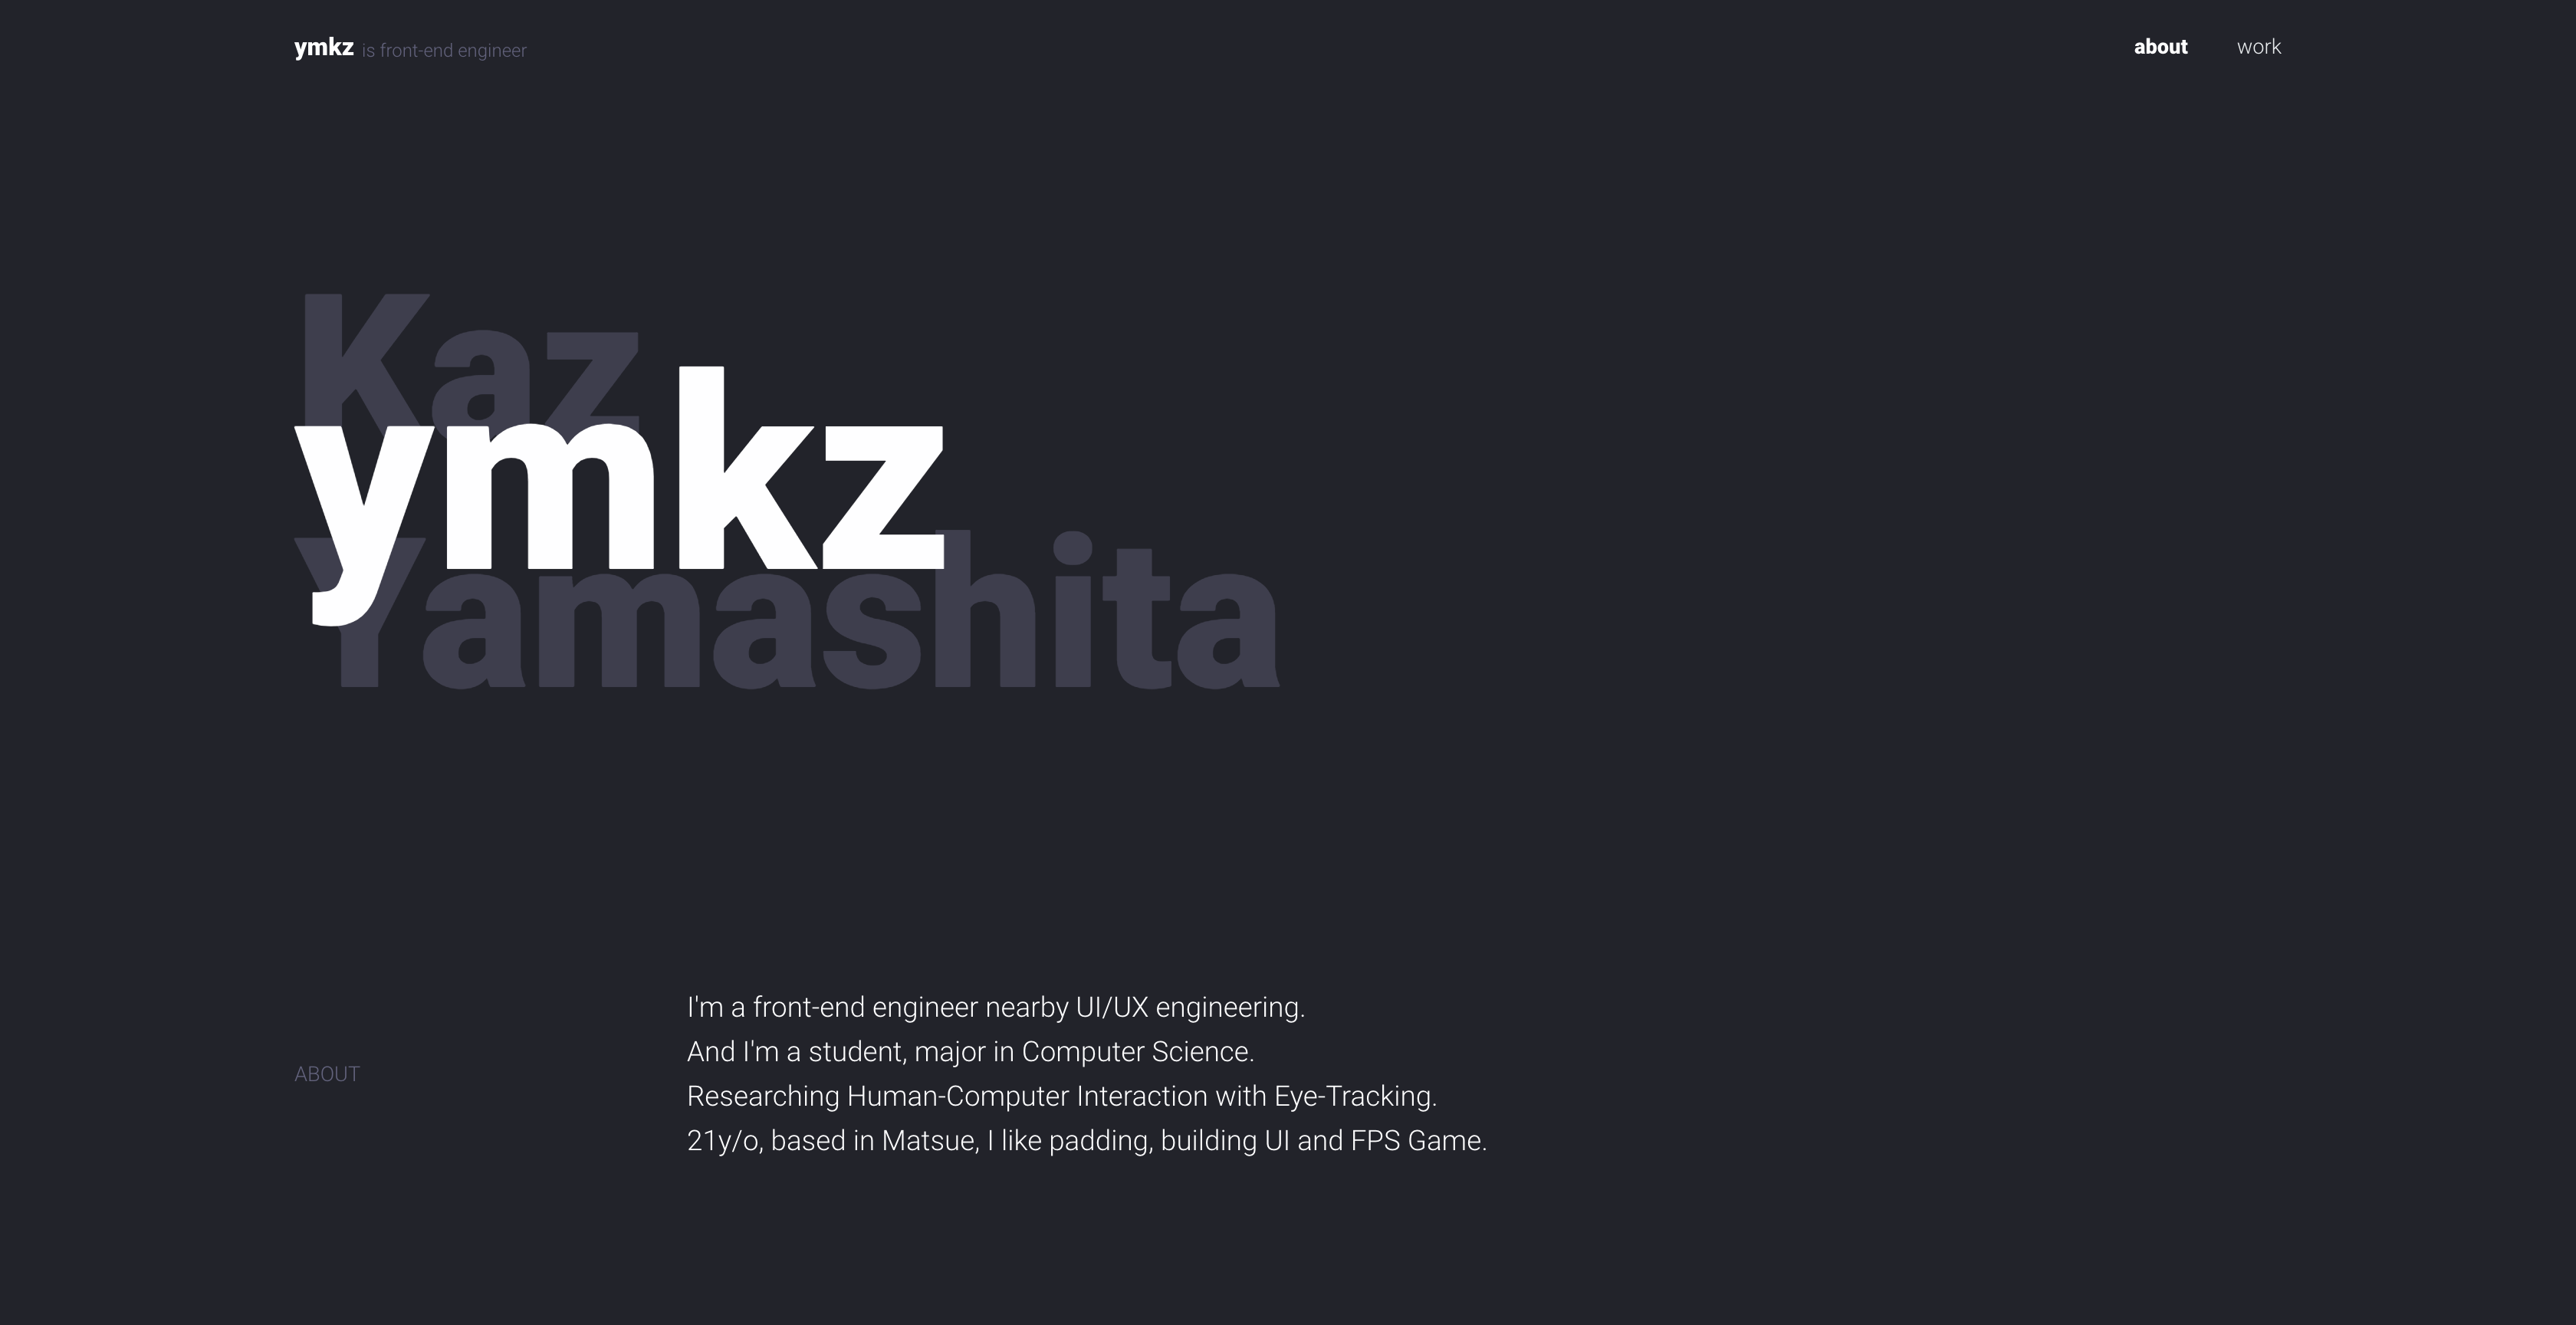 ymkz is front-end engineer
about work
Kaz
ymkz
Yamashita
ABOUT
I'm a front-end engineer nearby UI/UX engineering.
And I'm a student, major in Computer Science.
Researching Human-Computer Interaction with Eye-Tracking.
21y/o, based in Matsue, I like padding, building UI and FPS Game.